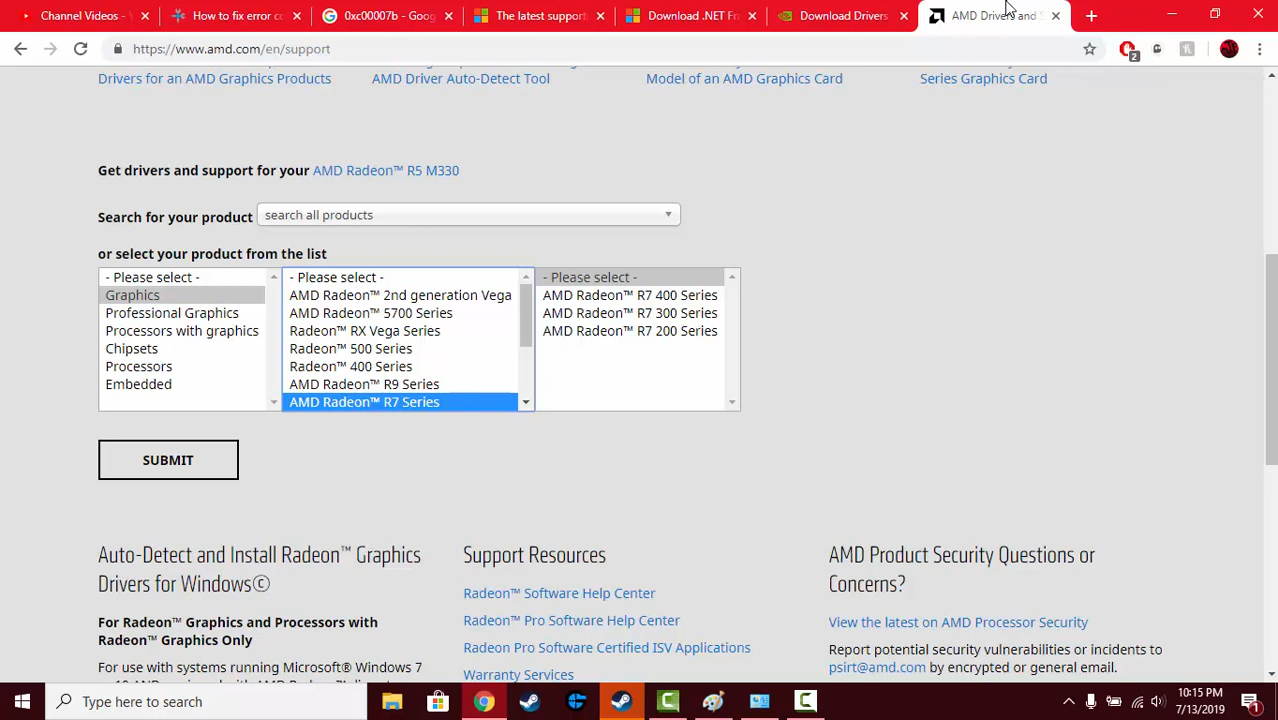 Channel Videos -
How to fix error co
0xc00007b - Goog
The latest support
Download .NET Fr
Download Drivers
AMD Drivers and S
https://www.amd.com/en/support
2
Drivers for an AMD Graphics Products
AMD Driver Auto-Detect Tool
Model of an AMD Graphics Card
Series Graphics Card
Get drivers and support for your AMD Radeon™ R5 M330
Search for your product search all products
or select your product from the list
- Please select -
Graphics
Professional Graphics
Processors with graphics
Chipsets
Processors
Embedded
- Please select -
AMD Radeon™ 2nd generation Vega
AMD Radeon™ 5700 Series
Radeon™ RX Vega Series
Radeon™ 500 Series
Radeon™ 400 Series
AMD Radeon™ R9 Series
AMD Radeon™ R7 Series
- Please select -
AMD Radeon™ R7 400 Series
AMD Radeon™ R7 300 Series
AMD Radeon™ R7 200 Series
SUBMIT
Auto-Detect and Install Radeon™ Graphics
Drivers for Windows©
For Radeon™ Graphics and Processors with
Radeon™ Graphics Only
For use with systems running Microsoft® Windows 7
Support Resources
Radeon™ Software Help Center
Radeon™ Pro Software Help Center
Radeon Pro Software Certified ISV Applications
Warranty Services
AMD Product Security Questions or
Concerns?
View the latest on AMD Processor Security
Report potential security vulnerabilities or incidents to
psirt@amd.com by encrypted or general email.
Type here to search
10:15 PM
7/13/2019
1